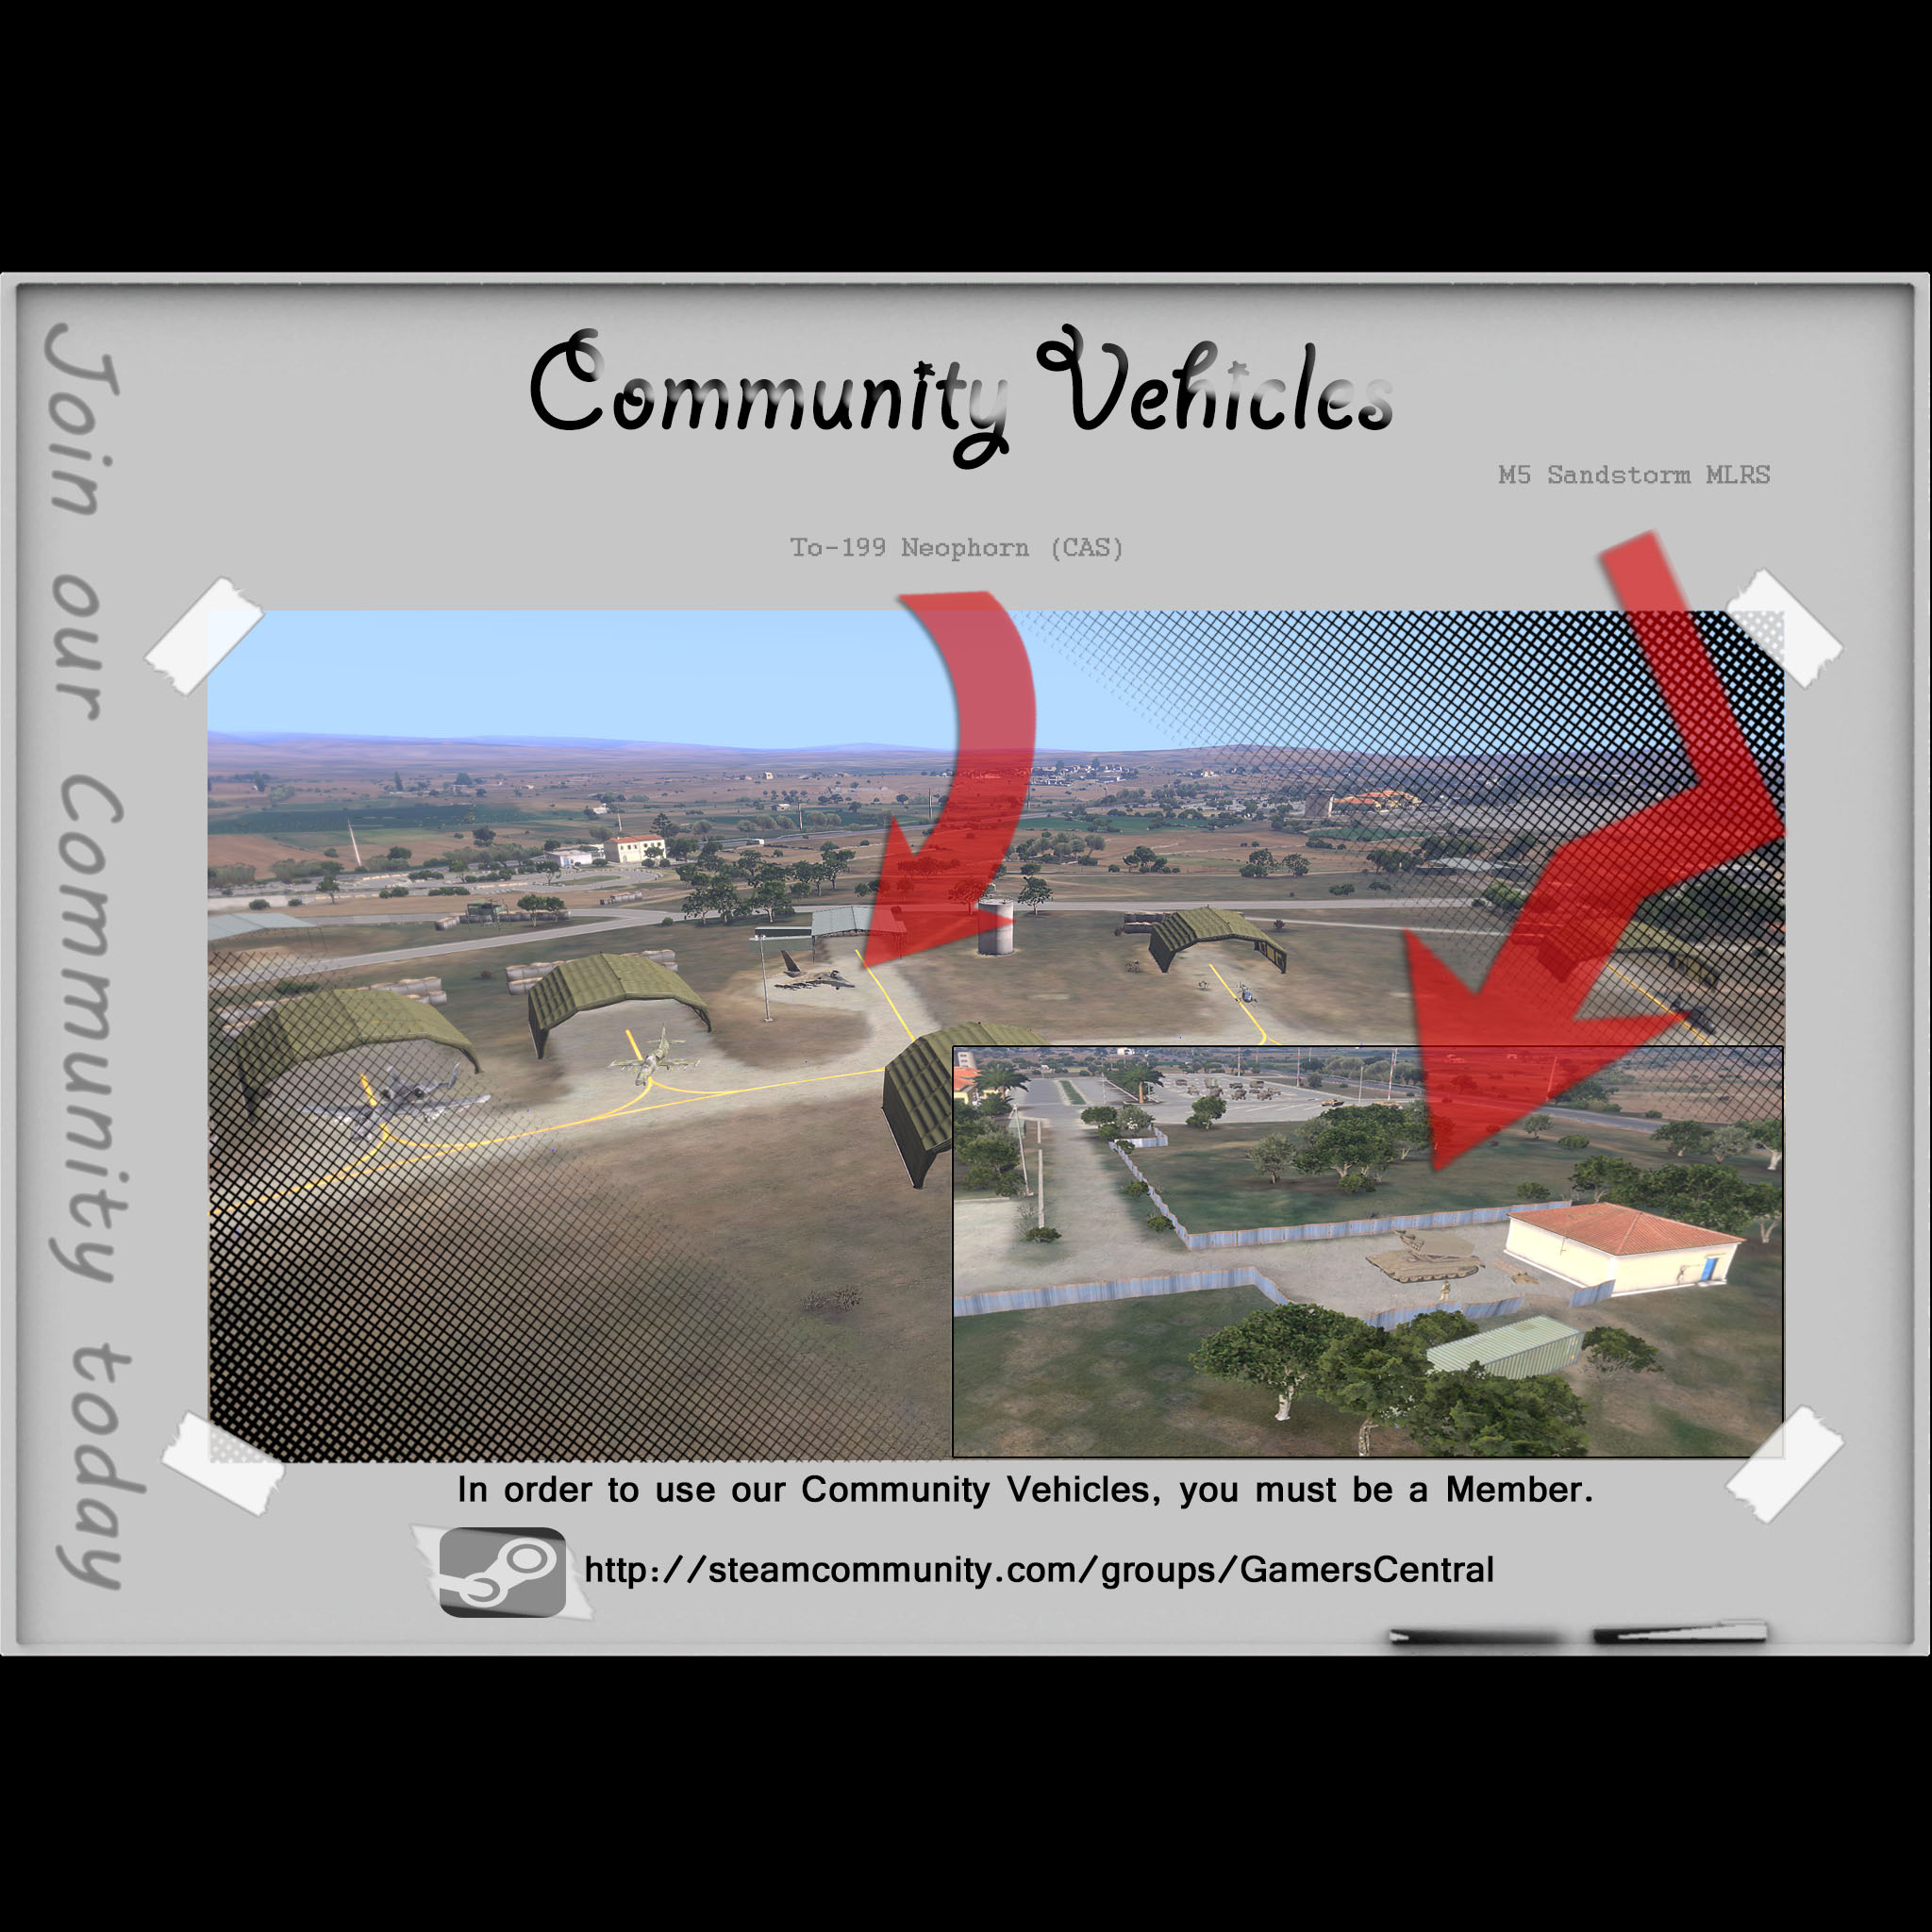 Community Vehicles
M5 Sandstorm MLRS
To-199 Neophorn (CAS)
Join our Community today
In order to use our Community Vehicles, you must be a Member.
http://steamcommunity.com/groups/GamersCentral